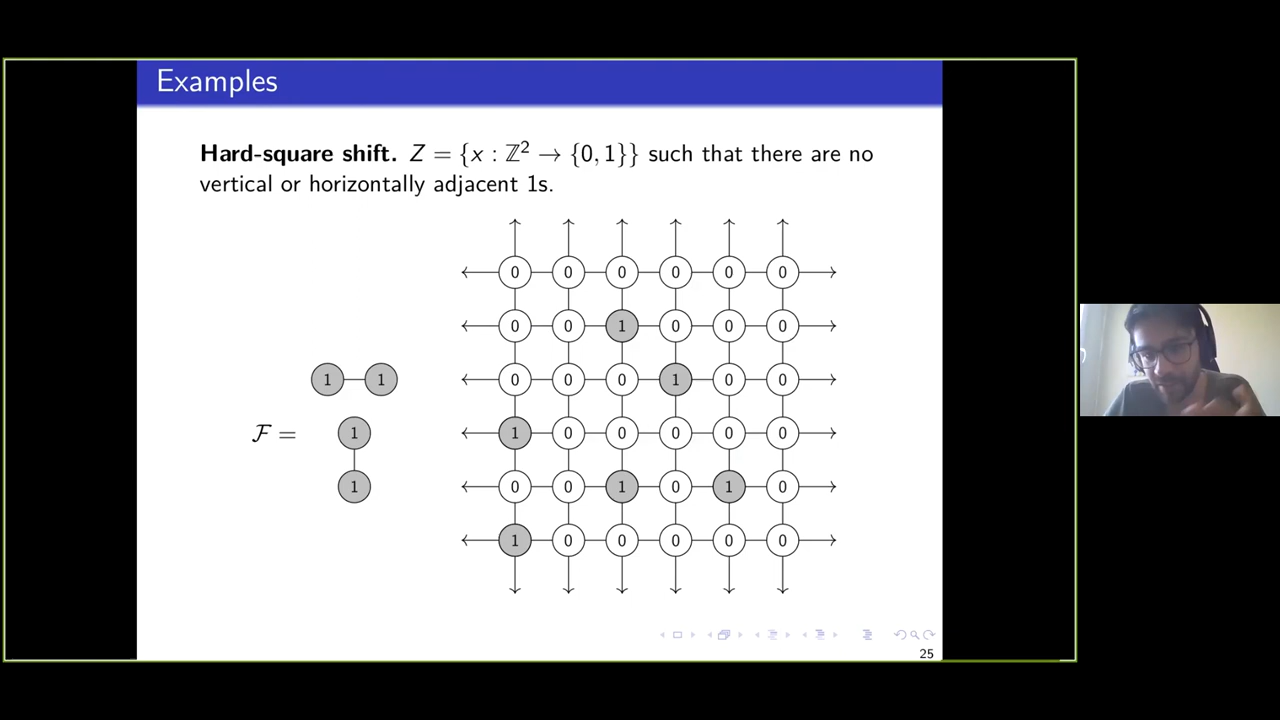 Examples
Hard-square shift. Z = {x : ℤ² → {0, 1}} such that there are no
vertical or horizontally adjacent 1s.
0 0 0 0 0 0
0 0 1 0 0 0
1 1
0 0 0 1 0 0
ℱ =
1
1 0 0 0 0 0
1
0 0 1 0 1 0
1 0 0 0 0 0
25